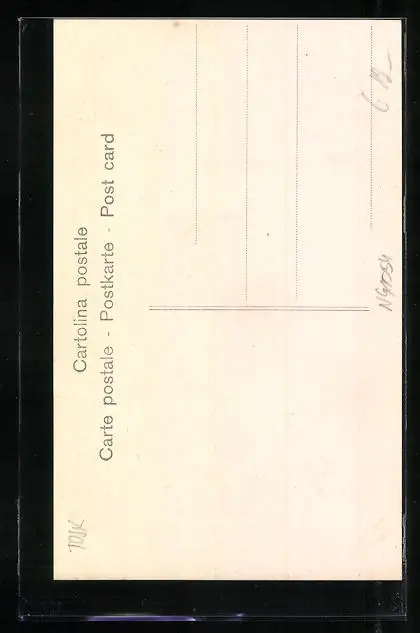 Cartolina postale
Carte postale - Postkarte - Post card